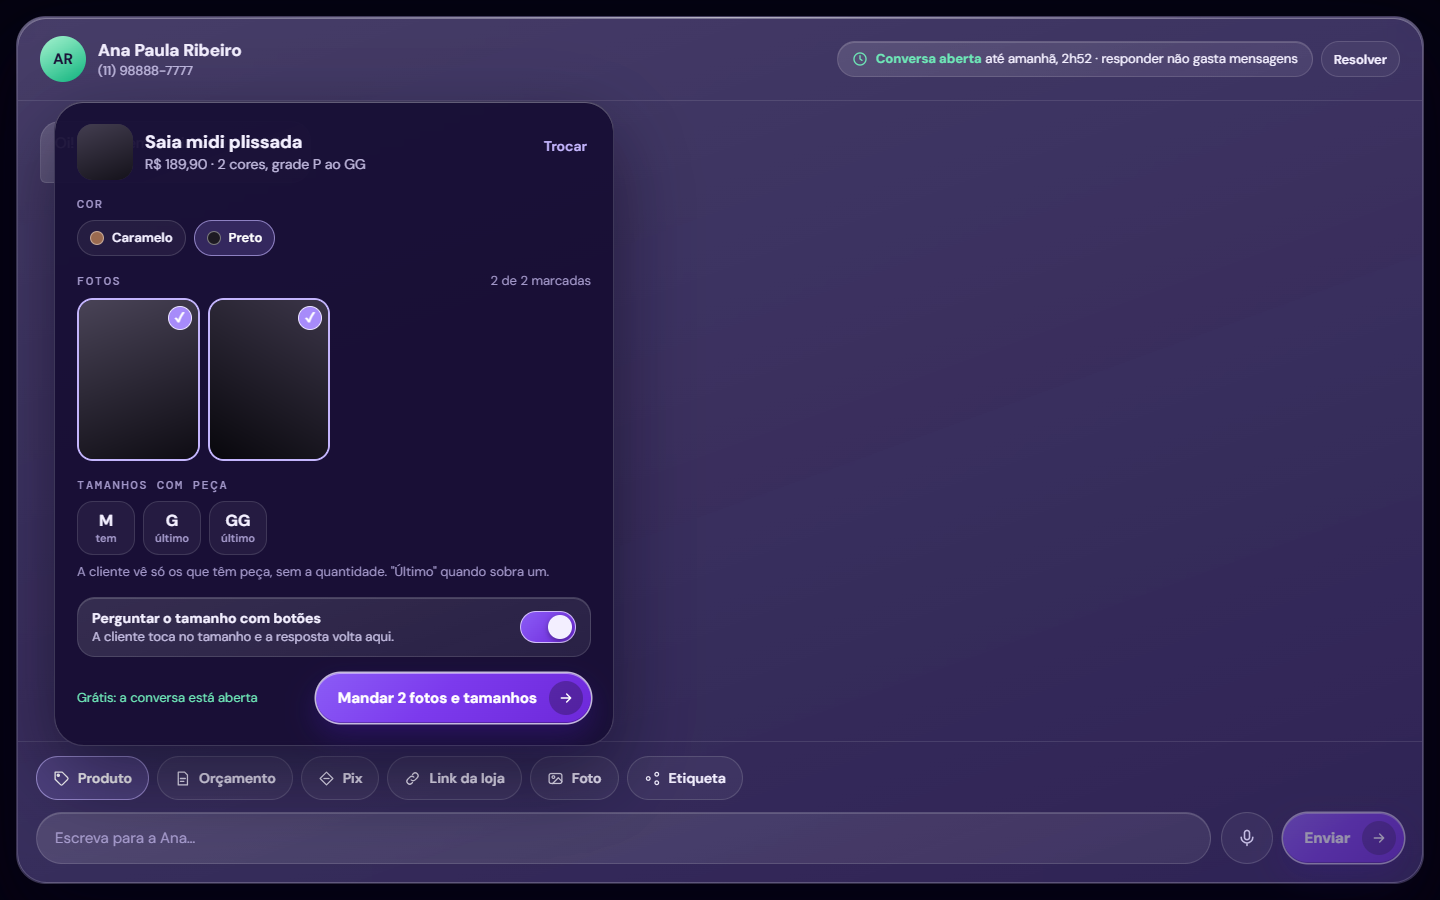 AR
Ana Paula Ribeiro
(11) 98888-7777
Conversa aberta até amanhã, 2h52 · responder não gasta mensagens
Resolver
Saia midi plissada
R$ 189,90 · 2 cores, grade P ao GG
Trocar
COR
Caramelo
Preto
FOTOS
2 de 2 marcadas
TAMANHOS COM PEÇA
M
tem
G
último
GG
último
A cliente vê só os que têm peça, sem a quantidade. "Último" quando sobra um.
Perguntar o tamanho com botões
A cliente toca no tamanho e a resposta volta aqui.
Grátis: a conversa está aberta
Mandar 2 fotos e tamanhos
Produto
Orçamento
Pix
Link da loja
Foto
Etiqueta
Escreva para a Ana...
Enviar